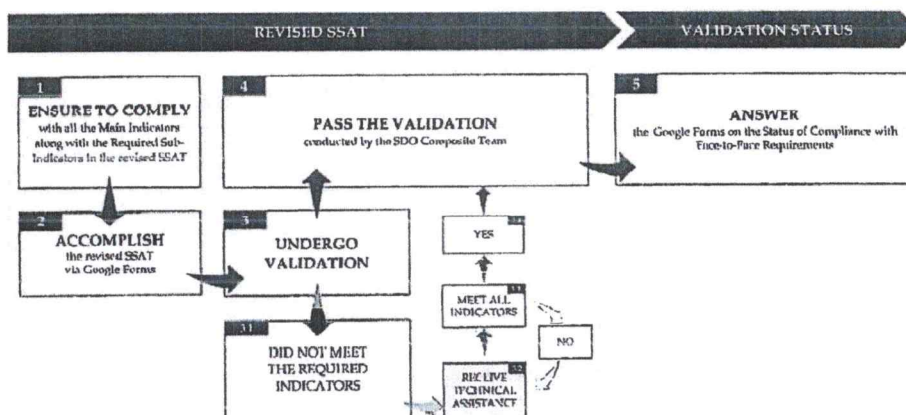 REVISED SSAT
VALIDATION STATUS
1
ENSURE TO COMPLY
with all the Main Indicators
along with the Required Sub-
Indicators in the revised SSAT
2
ACCOMPLISH
the revised SSAT
via Google Forms
3
UNDERGO
VALIDATION
3.1
DID NOT MEET
THE REQUIRED
INDICATORS
3.2
RECEIVE
TECHNICAL
ASSISTANCE
MEET ALL
INDICATORS
NO
YES
4
PASS THE VALIDATION
conducted by the SDO Composite Team
5
ANSWER
the Google Forms on the Status of Compliance with
Face-to-Face Requirements